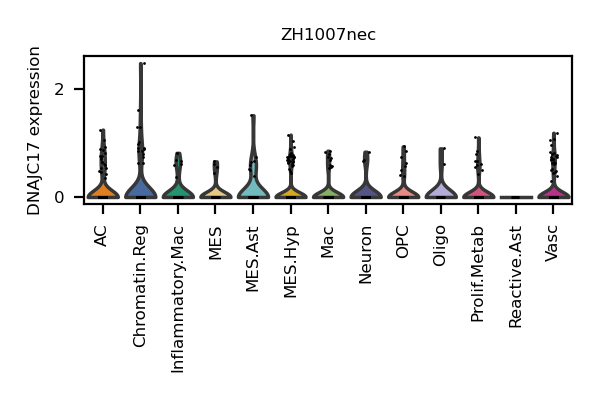 ZH1007nec
DNAJC17 expression
2
0
AC
Chromatin.Reg
Inflammatory.Mac
MES
MES.Ast
MES.Hyp
Mac
Neuron
OPC
Oligo
Prolif.Metab
Reactive.Ast
Vasc